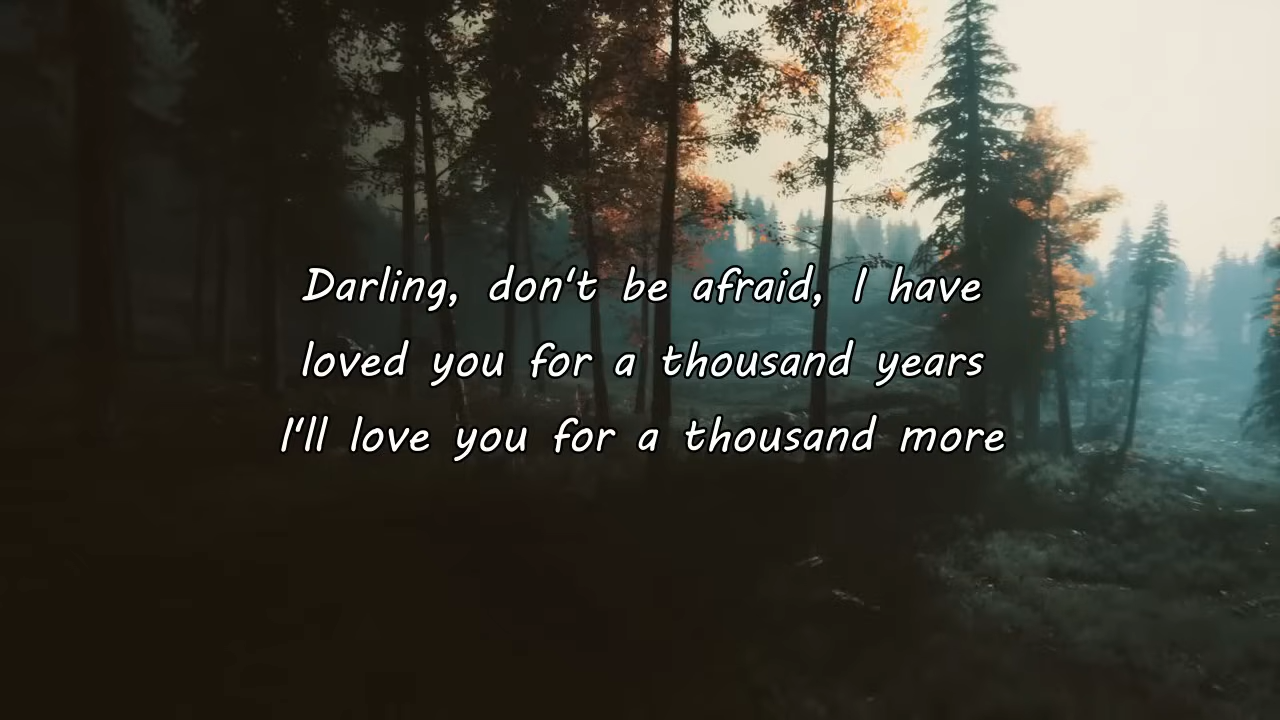 Darling, don't be afraid, I have
loved you for a thousand years
I'll love you for a thousand more